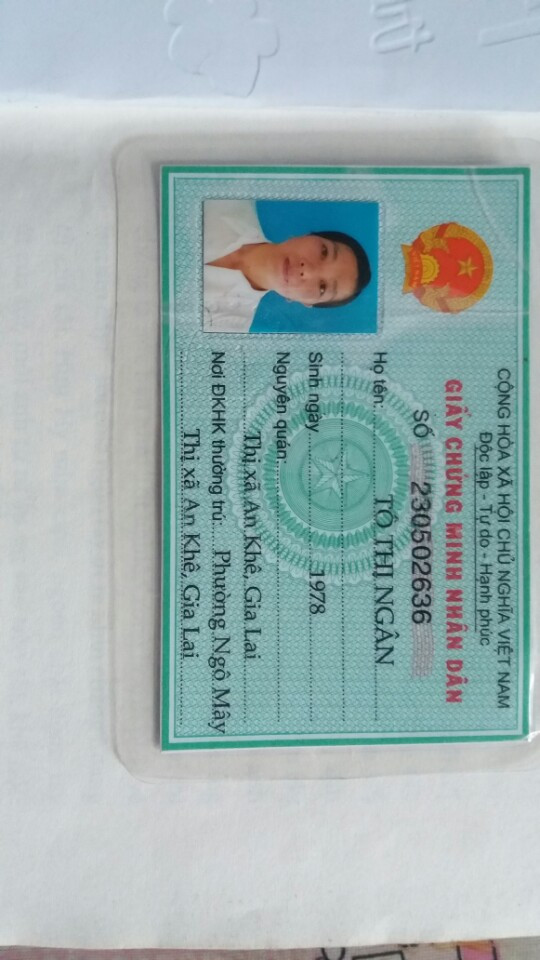 CỘNG HÒA XÃ HỘI CHỦ NGHĨA VIỆT NAM
Độc lập - Tự do - Hạnh phúc
GIẤY CHỨNG MINH NHÂN DÂN
SỐ 230502636
Họ tên: TÔ THỊ NGÂN
Sinh ngày 1978
Nguyên quán:
Thị xã An Khê, Gia Lai
Nơi ĐKHK thường trú: Phường Ngô Mây
Thị xã An Khê, Gia Lai